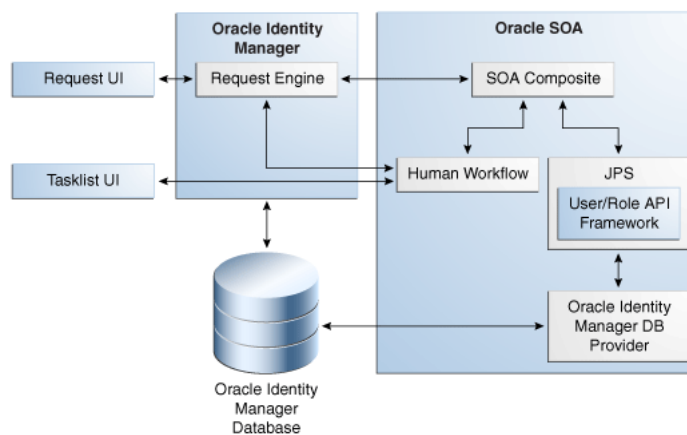 Oracle Identity
Manager
Oracle SOA
Request UI
Request Engine
SOA Composite
Tasklist UI
Human Workflow
JPS
User/Role API
Framework
Oracle Identity
Manager DB
Provider
Oracle Identity
Manager
Database